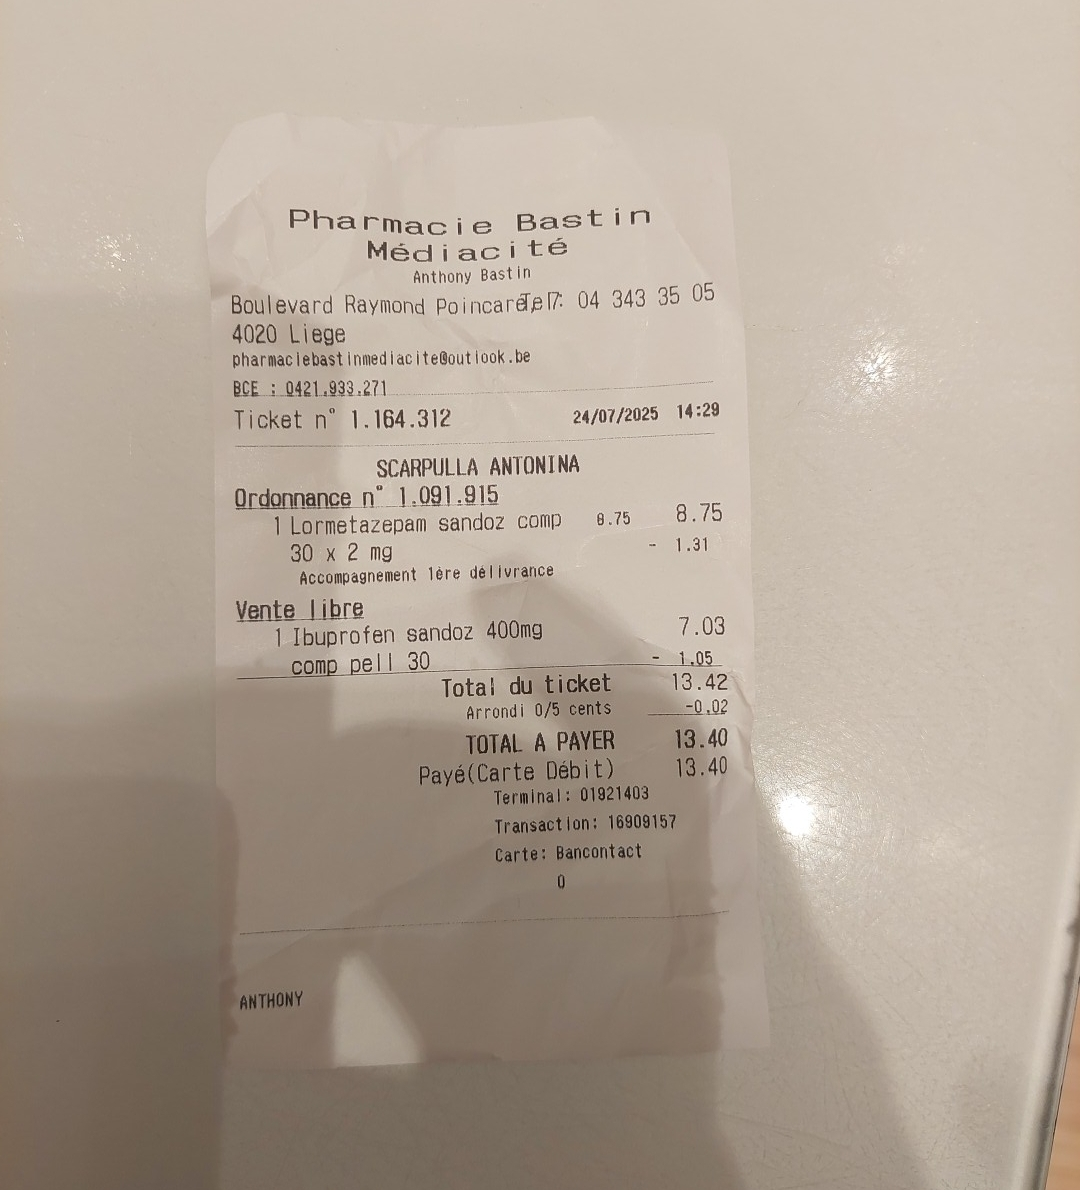 Pharmacie Bastin
Médiacité
Anthony Bastin
Boulevard Raymond Poincaré, 7 Tel: 04 343 35 05
4020 Liege
pharmaciebastinmediacite@outlook.be
BCE : 0421.933.271
Ticket n° 1.164.312 24/07/2025 14:29
SCARPULLA ANTONINA
Ordonnance n° 1.091.915
1 Lormetazepam sandoz comp 8.75 8.75
30 x 2 mg - 1.31
Accompagnement 1ère délivrance
Vente libre
1 Ibuprofen sandoz 400mg 7.03
comp pell 30 - 1.05
Total du ticket 13.42
Arrondi 0/5 cents -0.02
TOTAL A PAYER 13.40
Payé(Carte Débit) 13.40
Terminal: 01921403
Transaction: 16909157
Carte: Bancontact
0
ANTHONY